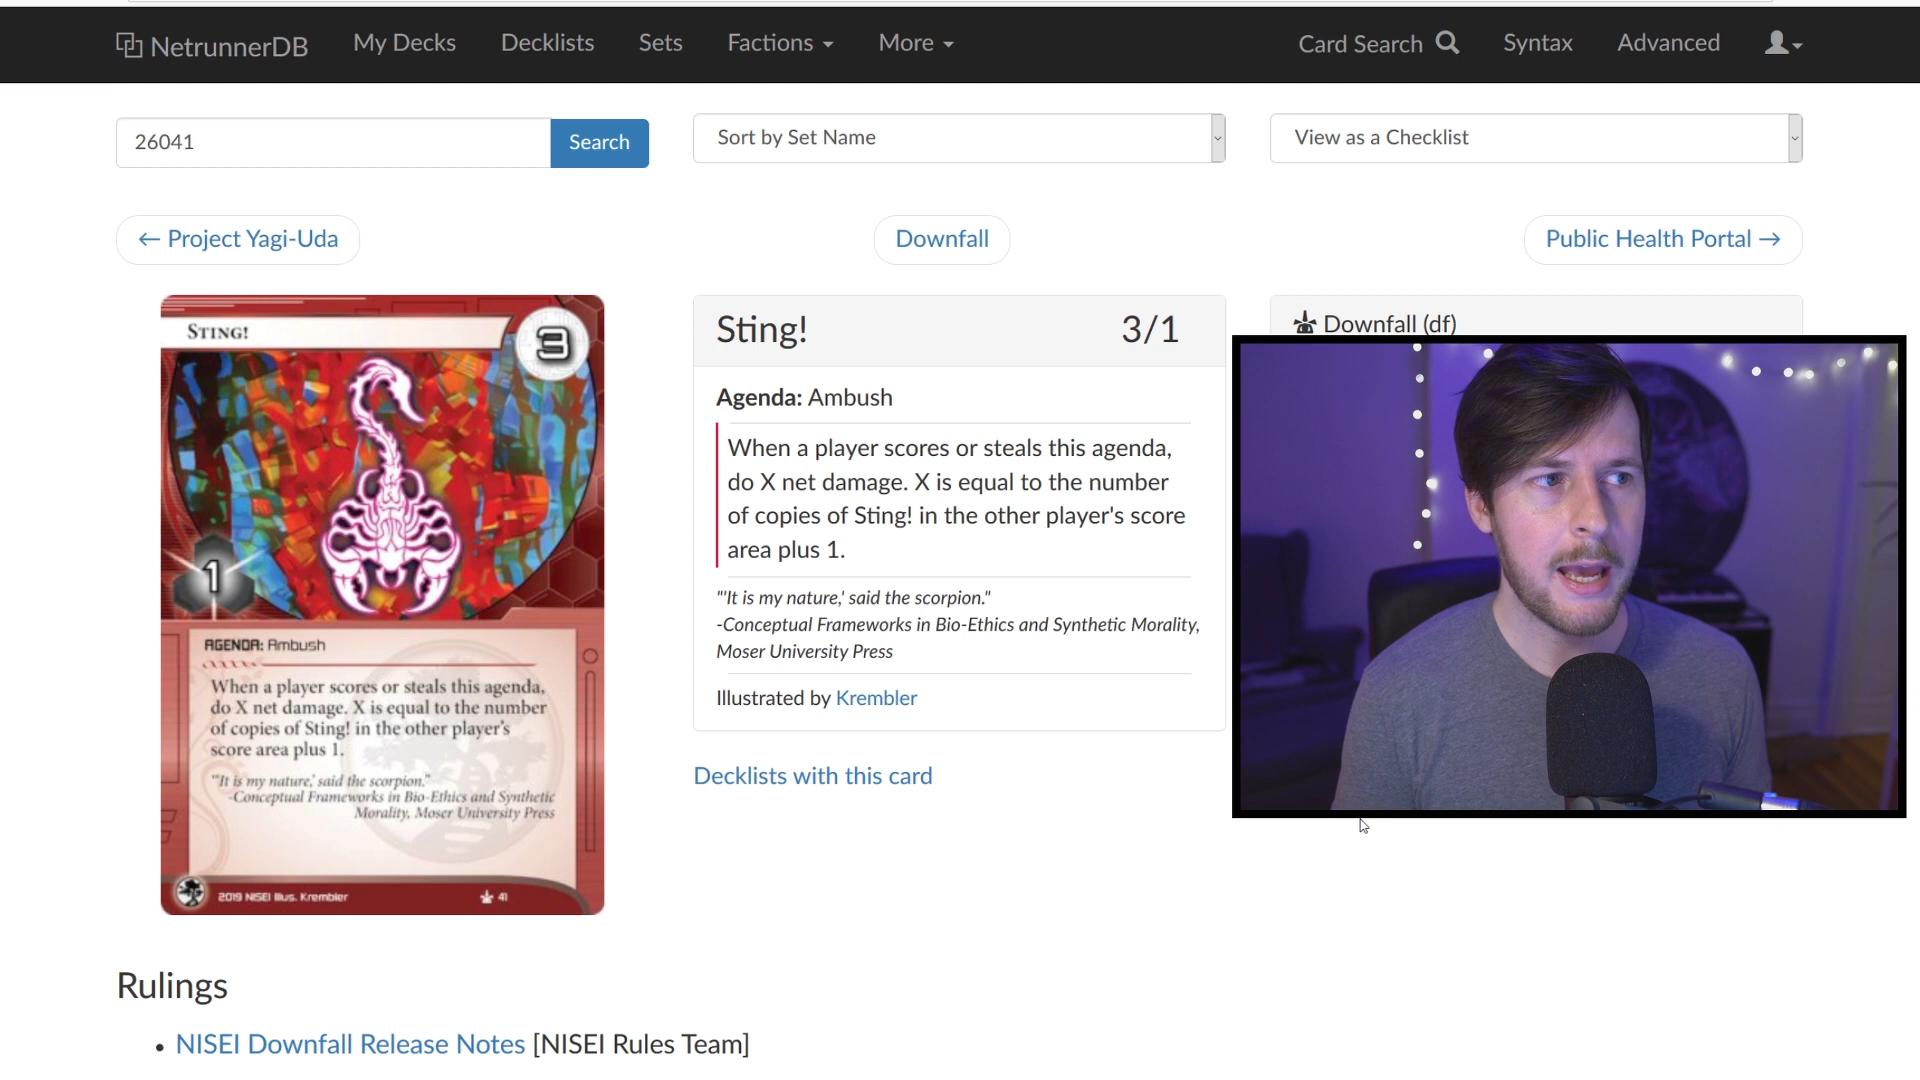 NetrunnerDB My Decks Decklists Sets Factions More Card Search Syntax Advanced
26041 Search Sort by Set Name View as a Checklist
← Project Yagi-Uda Downfall Public Health Portal →
STING!
3
1
AGENDA: Ambush
When a player scores or steals this agenda,
do X net damage. X is equal to the number
of copies of Sting! in the other player's
score area plus 1.
"'It is my nature,' said the scorpion."
-Conceptual Frameworks in Bio-Ethics and Synthetic
Morality, Moser University Press
2019 NISEI Illus. Krembler 41
Sting! 3/1
Agenda: Ambush
When a player scores or steals this agenda,
do X net damage. X is equal to the number
of copies of Sting! in the other player's score
area plus 1.
"'It is my nature,' said the scorpion."
-Conceptual Frameworks in Bio-Ethics and Synthetic Morality,
Moser University Press
Illustrated by Krembler
Decklists with this card
Downfall (df)
Rulings
• NISEI Downfall Release Notes [NISEI Rules Team]